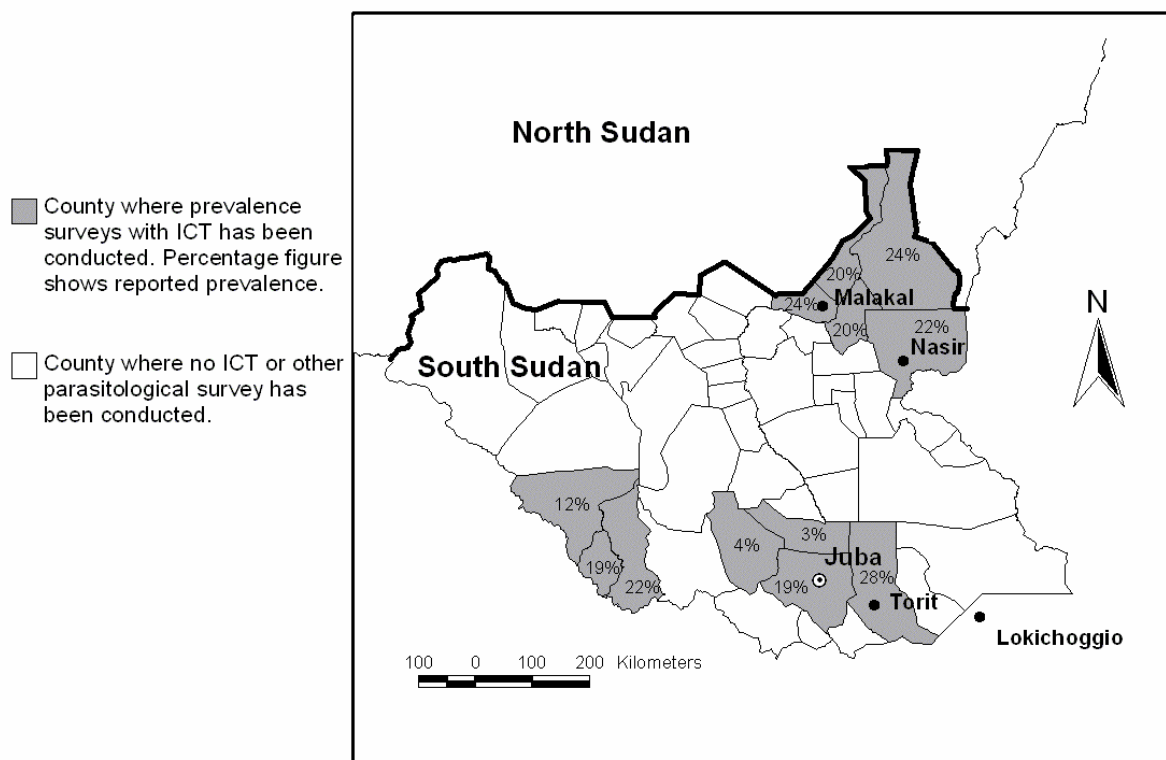 County where prevalence
surveys with ICT has been
conducted. Percentage figure
shows reported prevalence.
County where no ICT or other
parasitological survey has
been conducted.
North Sudan
24%
20%
24%
Malakal
20%
22%
Nasir
N
South Sudan
12%
19%
22%
4%
3%
Juba
19%
28%
Torit
Lokichoggio
100 0 100 200 Kilometers